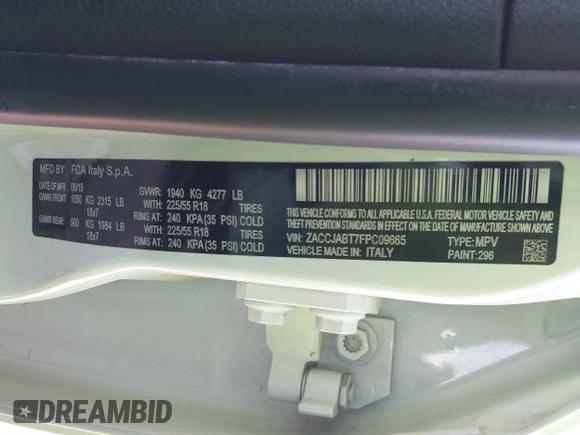 MFD BY FCA Italy S.p.A.
DATE OF MFR: 06/15 GVWR: 1940 KG 4277 LB
GAWR FRONT: 1050 KG 2315 LB WITH 225/55 R18 TIRES
18x7 RIMS AT: 240 KPA(35 PSI) COLD
GAWR REAR: 900 KG 1984 LB WITH 225/55 R18 TIRES
18x7 RIMS AT: 240 KPA (35 PSI) COLD
THIS VEHICLE CONFORMS TO ALL APPLICABLE U.S.A. FEDERAL MOTOR
VEHICLE SAFETY, BUMPER, AND THEFT PREVENTION STANDARDS
IN EFFECT ON THE DATE OF MANUFACTURE SHOWN ABOVE.
VIN: ZACCJABT7FPC09665 TYPE: MPV
VEHICLE MADE IN: ITALY PAINT: 296
DREAMBID